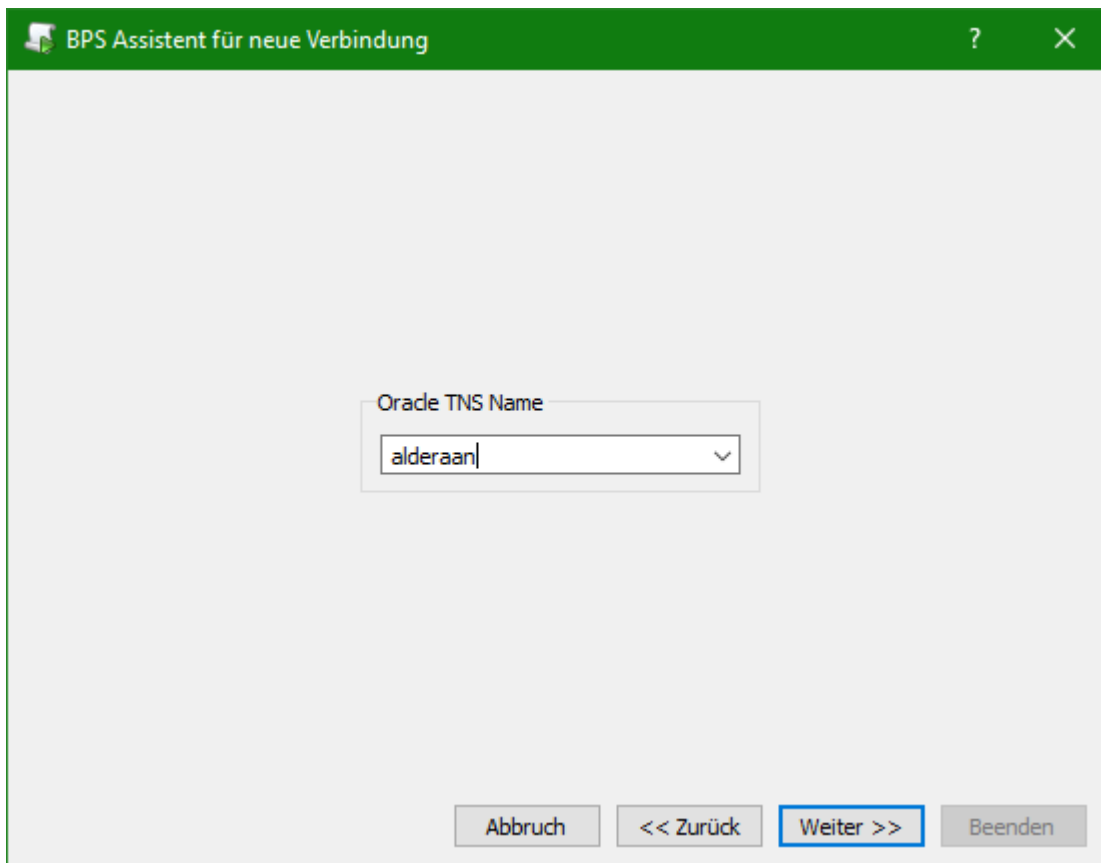 BPS Assistent für neue Verbindung ?
Oracle TNS Name
alderaan
Abbruch << Zurück Weiter >> Beenden